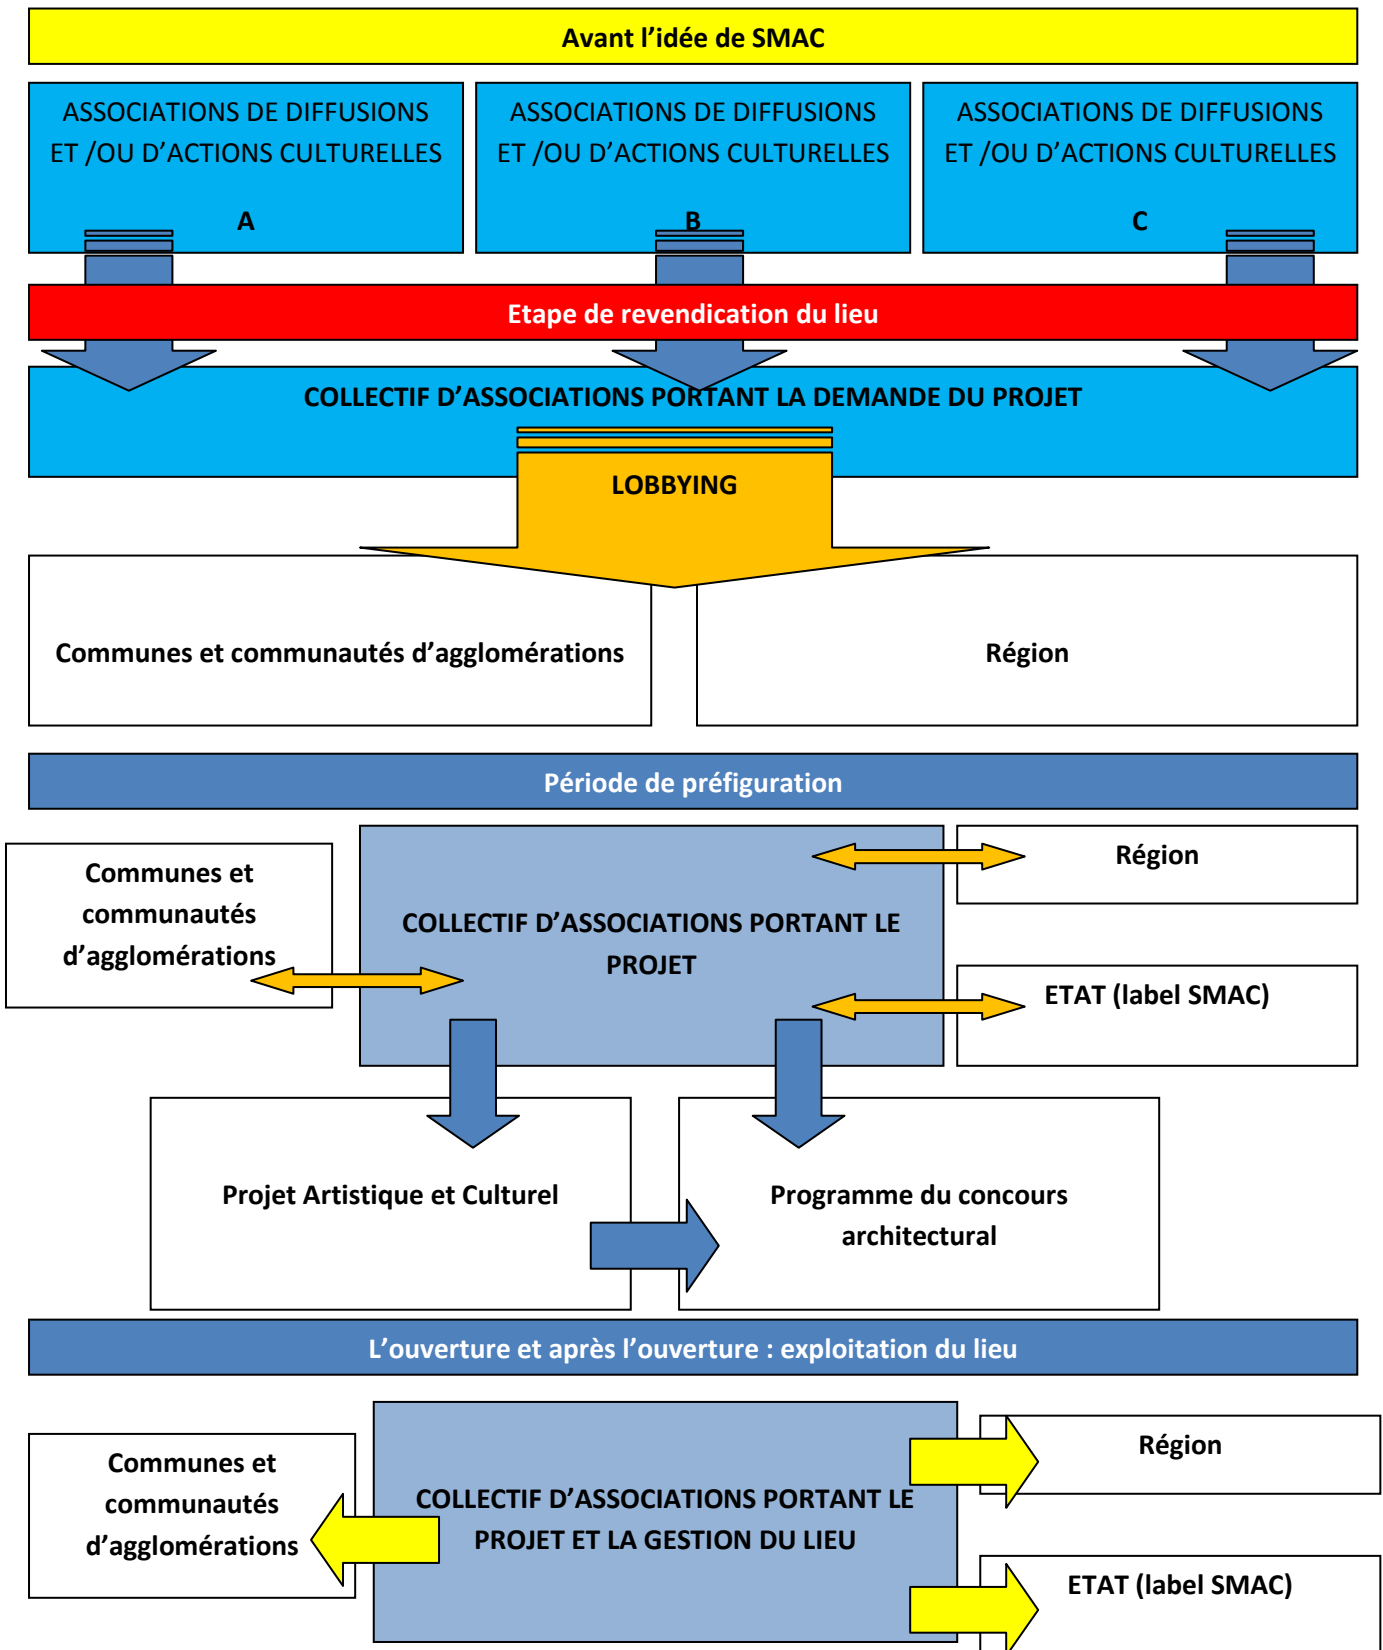 Avant l’idée de SMAC
ASSOCIATIONS DE DIFFUSIONS
ET /OU D’ACTIONS CULTURELLES
A
ASSOCIATIONS DE DIFFUSIONS
ET /OU D’ACTIONS CULTURELLES
B
ASSOCIATIONS DE DIFFUSIONS
ET /OU D’ACTIONS CULTURELLES
C
Etape de revendication du lieu
COLLECTIF D’ASSOCIATIONS PORTANT LA DEMANDE DU PROJET
LOBBYING
Communes et communautés d’agglomérations
Région
Période de préfiguration
Communes et
communautés
d’agglomérations
COLLECTIF D’ASSOCIATIONS PORTANT LE
PROJET
Région
ETAT (label SMAC)
Projet Artistique et Culturel
Programme du concours
architectural
L’ouverture et après l’ouverture : exploitation du lieu
Communes et
communautés
d’agglomérations
COLLECTIF D’ASSOCIATIONS PORTANT LE
PROJET ET LA GESTION DU LIEU
Région
ETAT (label SMAC)